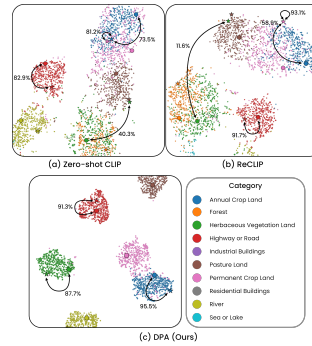 81.2%
73.5%
82.9%
40.3%
(a) Zero-shot CLIP
93.1%
58.6%
11.6%
91.7%
(b) ReCLIP
91.3%
87.7%
95.5%
(c) DPA (Ours)
Category
Annual Crop Land
Forest
Herbaceous Vegetation Land
Highway or Road
Industrial Buildings
Pasture Land
Permanent Crop Land
Residential Buildings
River
Sea or Lake